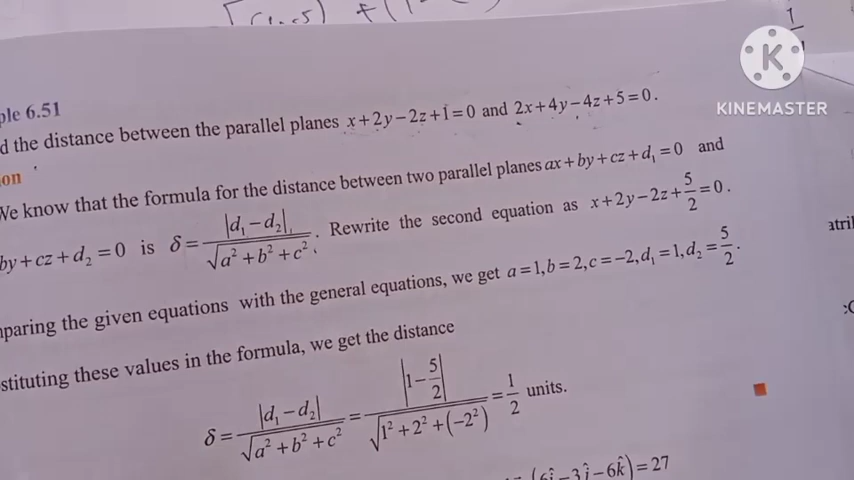 ple 6.51
d the distance between the parallel planes x+2y−2z+1=0 and 2x+4y−4z+5=0.
on
We know that the formula for the distance between two parallel planes ax+by+cz+d₁=0 and
by+cz+d₂=0 is δ=|d₁−d₂|/√(a²+b²+c²). Rewrite the second equation as x+2y−2z+5/2=0.
mparing the given equations with the general equations, we get a=1,b=2,c=−2,d₁=1,d₂=5/2.
stituting these values in the formula, we get the distance
δ=|d₁−d₂|/√(a²+b²+c²)=|1−5/2|/√(1²+2²+(−2²))=1/2 units.
(6î−3ĵ−6k̂)=27
KINEMASTER